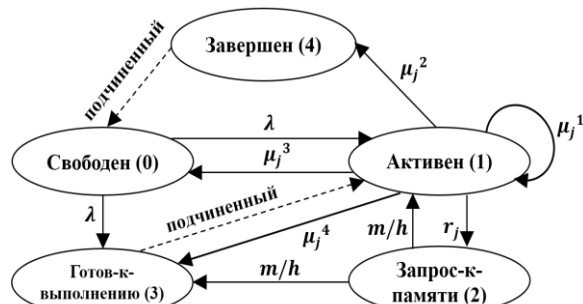 подчиненный
Завершен (4)
μⱼ²
λ
μⱼ¹
Свободен (0)
μⱼ³
Активен (1)
λ
подчиненный
μⱼ⁴
m/h
rⱼ
Готов-к-
выполнению (3)
m/h
Запрос-к-
памяти (2)